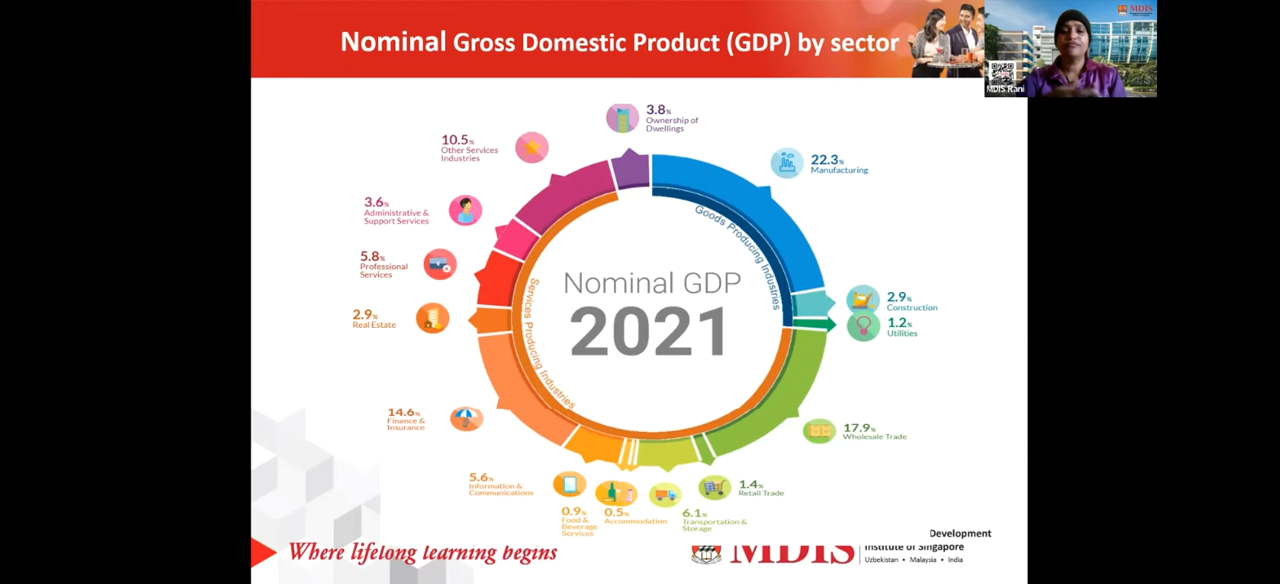 Nominal Gross Domestic Product (GDP) by sector
MDIS
MDIS Rani
3.8%
Ownership of
Dwellings
10.5%
Other Services
Industries
22.3%
Manufacturing
3.6%
Administrative &
Support Services
Goods Producing Industries
5.8%
Professional
Services
Nominal GDP
2021
Services Producing Industries
2.9%
Construction
2.9%
Real Estate
1.2%
Utilities
14.6%
Finance &
Insurance
17.9%
Wholesale Trade
5.6%
Information &
Communications
1.4%
Retail Trade
0.9%
Food &
Beverage
Services
0.5%
Accommodation
6.1%
Transportation &
Storage
Where lifelong learning begins
MDIS
Development
Institute of Singapore
Uzbekistan • Malaysia • India